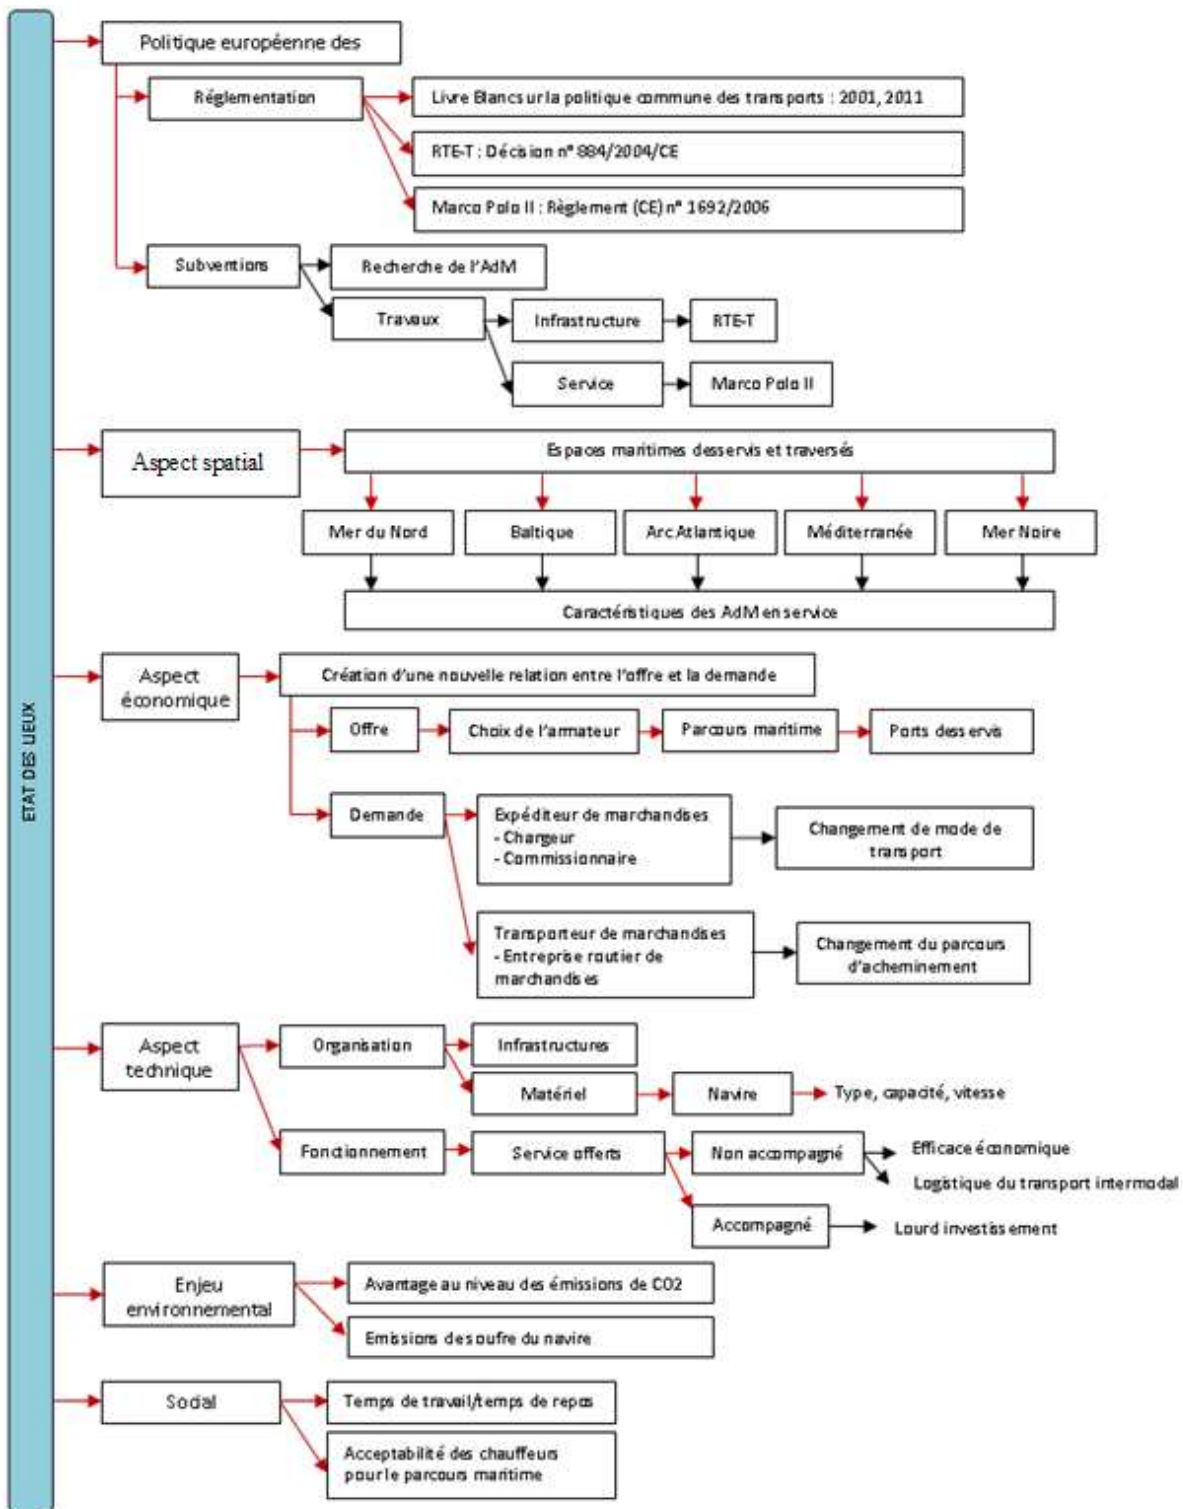 ETAT DES LIEUX
Politique européenne des
Réglementation
Livre Blancs sur la politique commune des transports : 2001, 2011
RTE-T : Décision n° 884/2004/CE
Marco Polo II : Règlement (CE) n° 1692/2006
Subventions
Recherche de l'AdM
Travaux
Infrastructure
RTE-T
Service
Marco Polo II
Aspect spatial
Espaces maritimes desservis et traversés
Mer du Nord
Baltique
Arc Atlantique
Méditerranée
Mer Noire
Caractéristiques des AdM en service
Aspect
économique
Création d'une nouvelle relation entre l'offre et la demande
Offre
Choix de l'armateur
Parcours maritime
Ports desservis
Demande
Expéditeur de marchandises
- Chargeur
- Commissionnaire
Changement de mode de
transport
Transporteur de marchandises
- Entreprise routier de
marchandises
Changement du parcours
d'acheminement
Aspect
technique
Organisation
Infrastructures
Matériel
Navire
Type, capacité, vitesse
Fonctionnement
Service offerts
Non accompagné
Efficace économique
Logistique du transport intermodal
Accompagné
Lourd investissement
Enjeu
environnemental
Avantage au niveau des émissions de CO2
Emissions de soufre du navire
Social
Temps de travail/temps de repos
Acceptabilité des chauffeurs
pour le parcours maritime